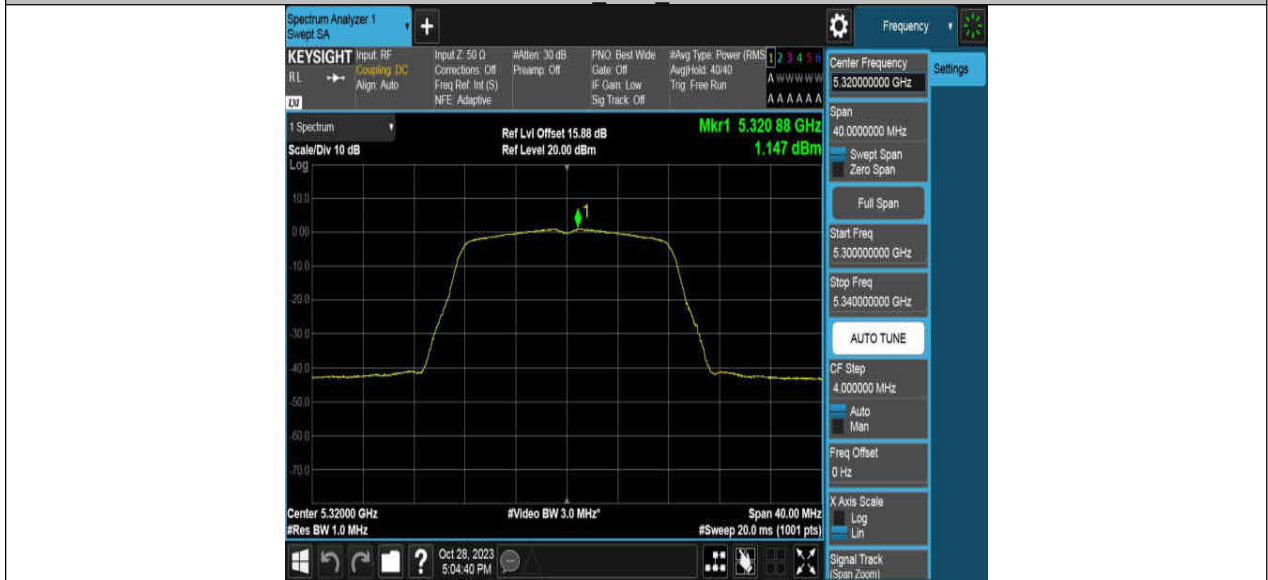 Spectrum Analyzer 1
Swept SA
+
Frequency
KEYSIGHT
RL
LXI
Input: RF
Coupling: DC
Align: Auto
Input Z: 50 Ω
Corrections: Off
Freq Ref: Int (S)
NFE: Adaptive
#Atten: 30 dB
Preamp: Off
PNO: Best Wide
Gate: Off
IF Gain: Low
Sig Track: Off
#Avg Type: Power (RMS
Avg|Hold: 40/40
Trig: Free Run
1 2 3 4 5 6
A W W W W W
A A A A A A
1 Spectrum
Scale/Div 10 dB
Ref Lvl Offset 15.88 dB
Ref Level 20.00 dBm
Mkr1 5.320 88 GHz
1.147 dBm
Log
10.0
0.00
-10.0
-20.0
-30.0
-40.0
-50.0
-60.0
-70.0
1
Center 5.32000 GHz
#Res BW 1.0 MHz
#Video BW 3.0 MHz*
Span 40.00 MHz
#Sweep 20.0 ms (1001 pts)
Oct 28, 2023
5:04:40 PM
?
Center Frequency
5.320000000 GHz
Settings
Span
40.0000000 MHz
Swept Span
Zero Span
Full Span
Start Freq
5.300000000 GHz
Stop Freq
5.340000000 GHz
AUTO TUNE
CF Step
4.000000 MHz
Auto
Man
Freq Offset
0 Hz
X Axis Scale
Log
Lin
Signal Track
(Span Zoom)